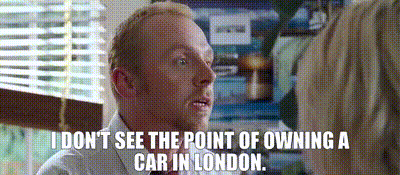 I DON'T SEE THE POINT OF OWNING A
CAR IN LONDON.